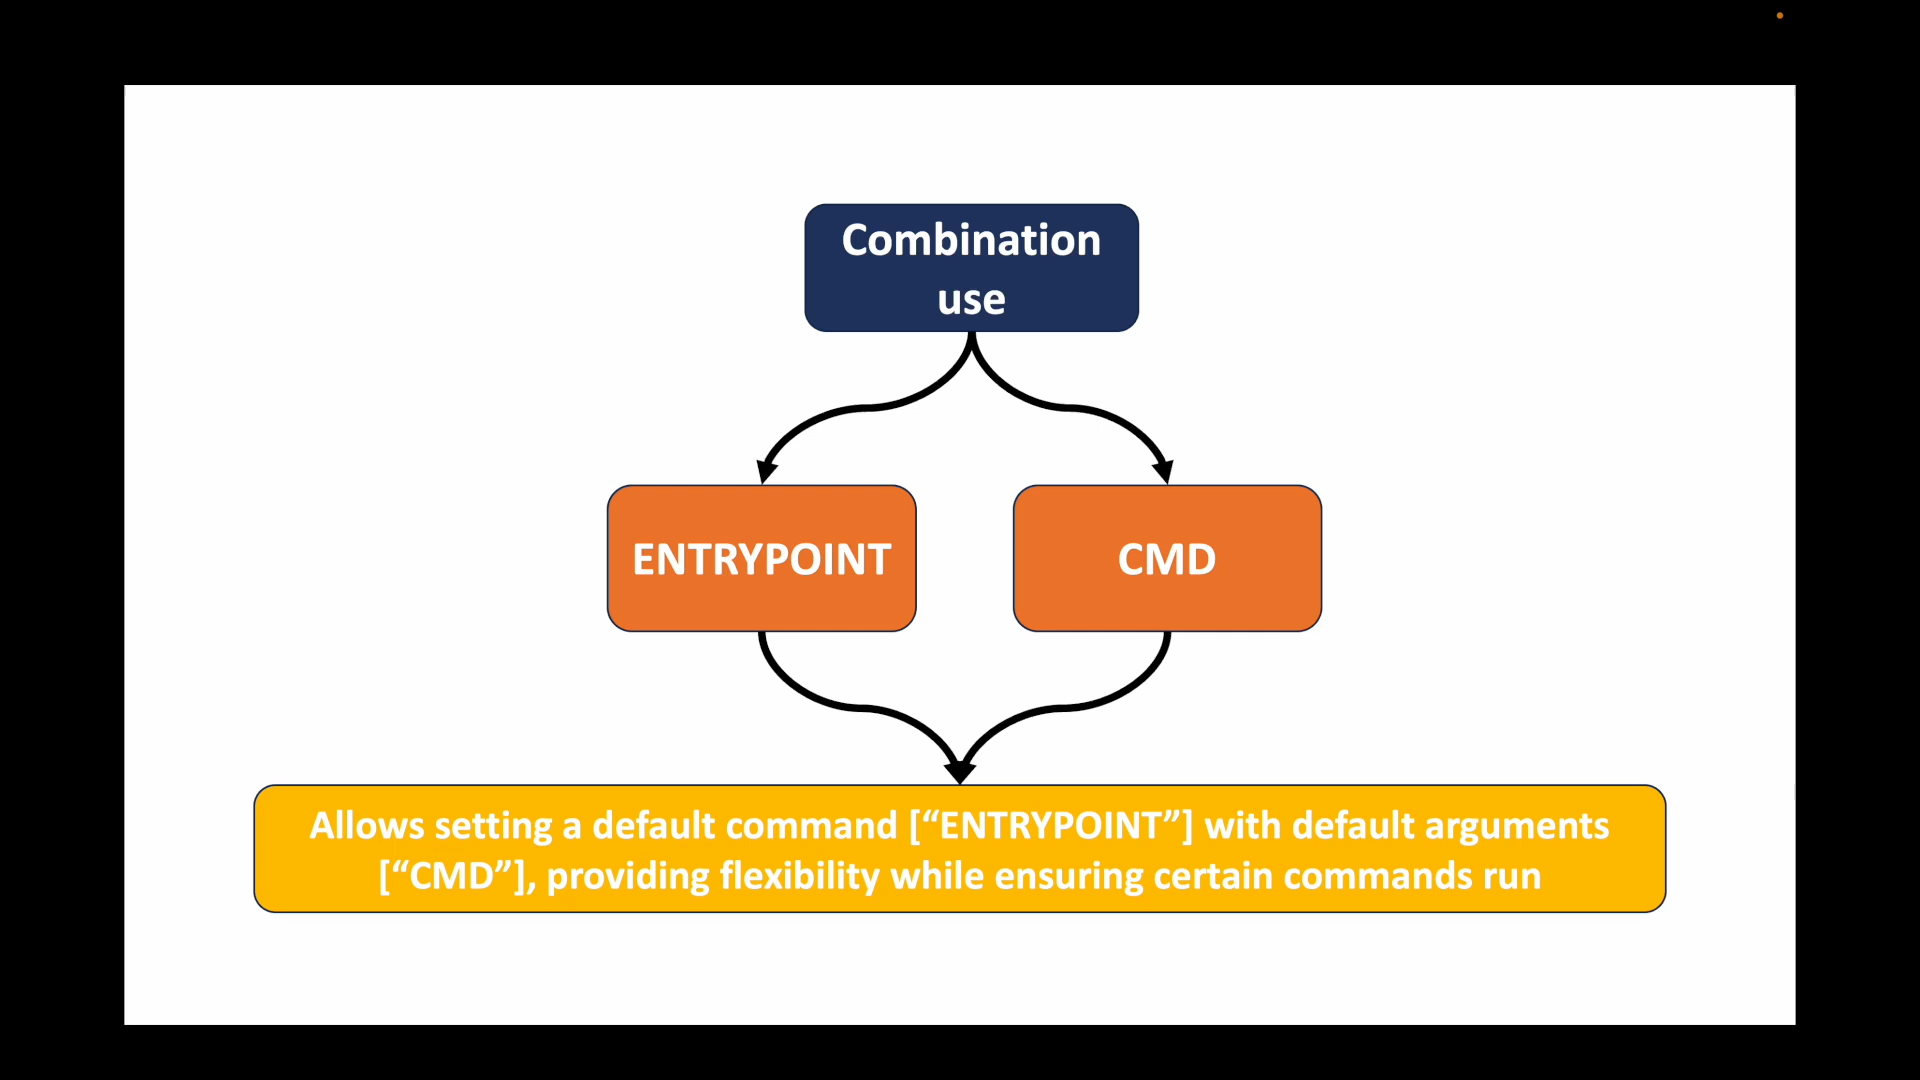 Combination
use
ENTRYPOINT
CMD
Allows setting a default command [“ENTRYPOINT”] with default arguments
[“CMD”], providing flexibility while ensuring certain commands run